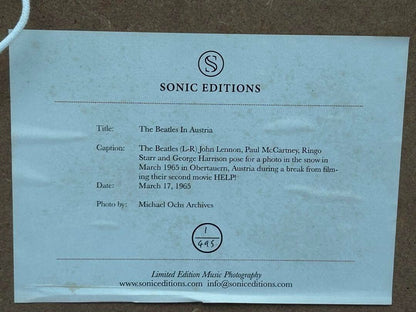 S
SONIC EDITIONS
Title: The Beatles In Austria
Caption: The Beatles (L-R) John Lennon, Paul McCartney, Ringo
Starr and George Harrison pose for a photo in the snow in
March 1965 in Obertauern, Austria during a break from film-
ing their second movie HELP!
Date: March 17, 1965
Photo by: Michael Ochs Archives
1
495
Limited Edition Music Photography
www.soniceditions.com info@soniceditions.com